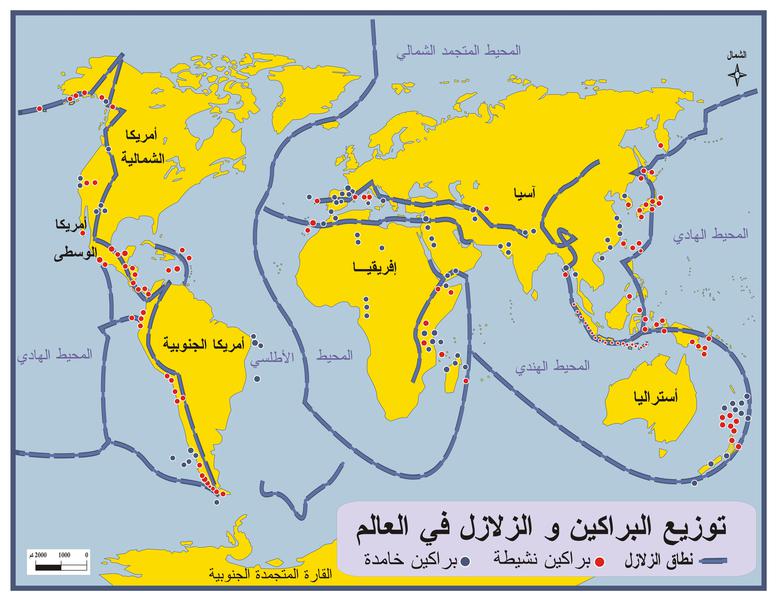 المحيط المتجمد الشمالي
الشمال
أمريكا
الشمالية
آسيا
أمريكا
الوسطى
المحيط الهادي
إفريقيـــا
أمريكا الجنوبية
المحيط الهادي
المحيط
الأطلسي
المحيط الهندي
أستراليا
توزيع البراكين و الزلازل في العالم
نطاق الزلازل
براكين نشيطة
براكين خامدة
0 1000 2000 كم
القارة المتجمدة الجنوبية